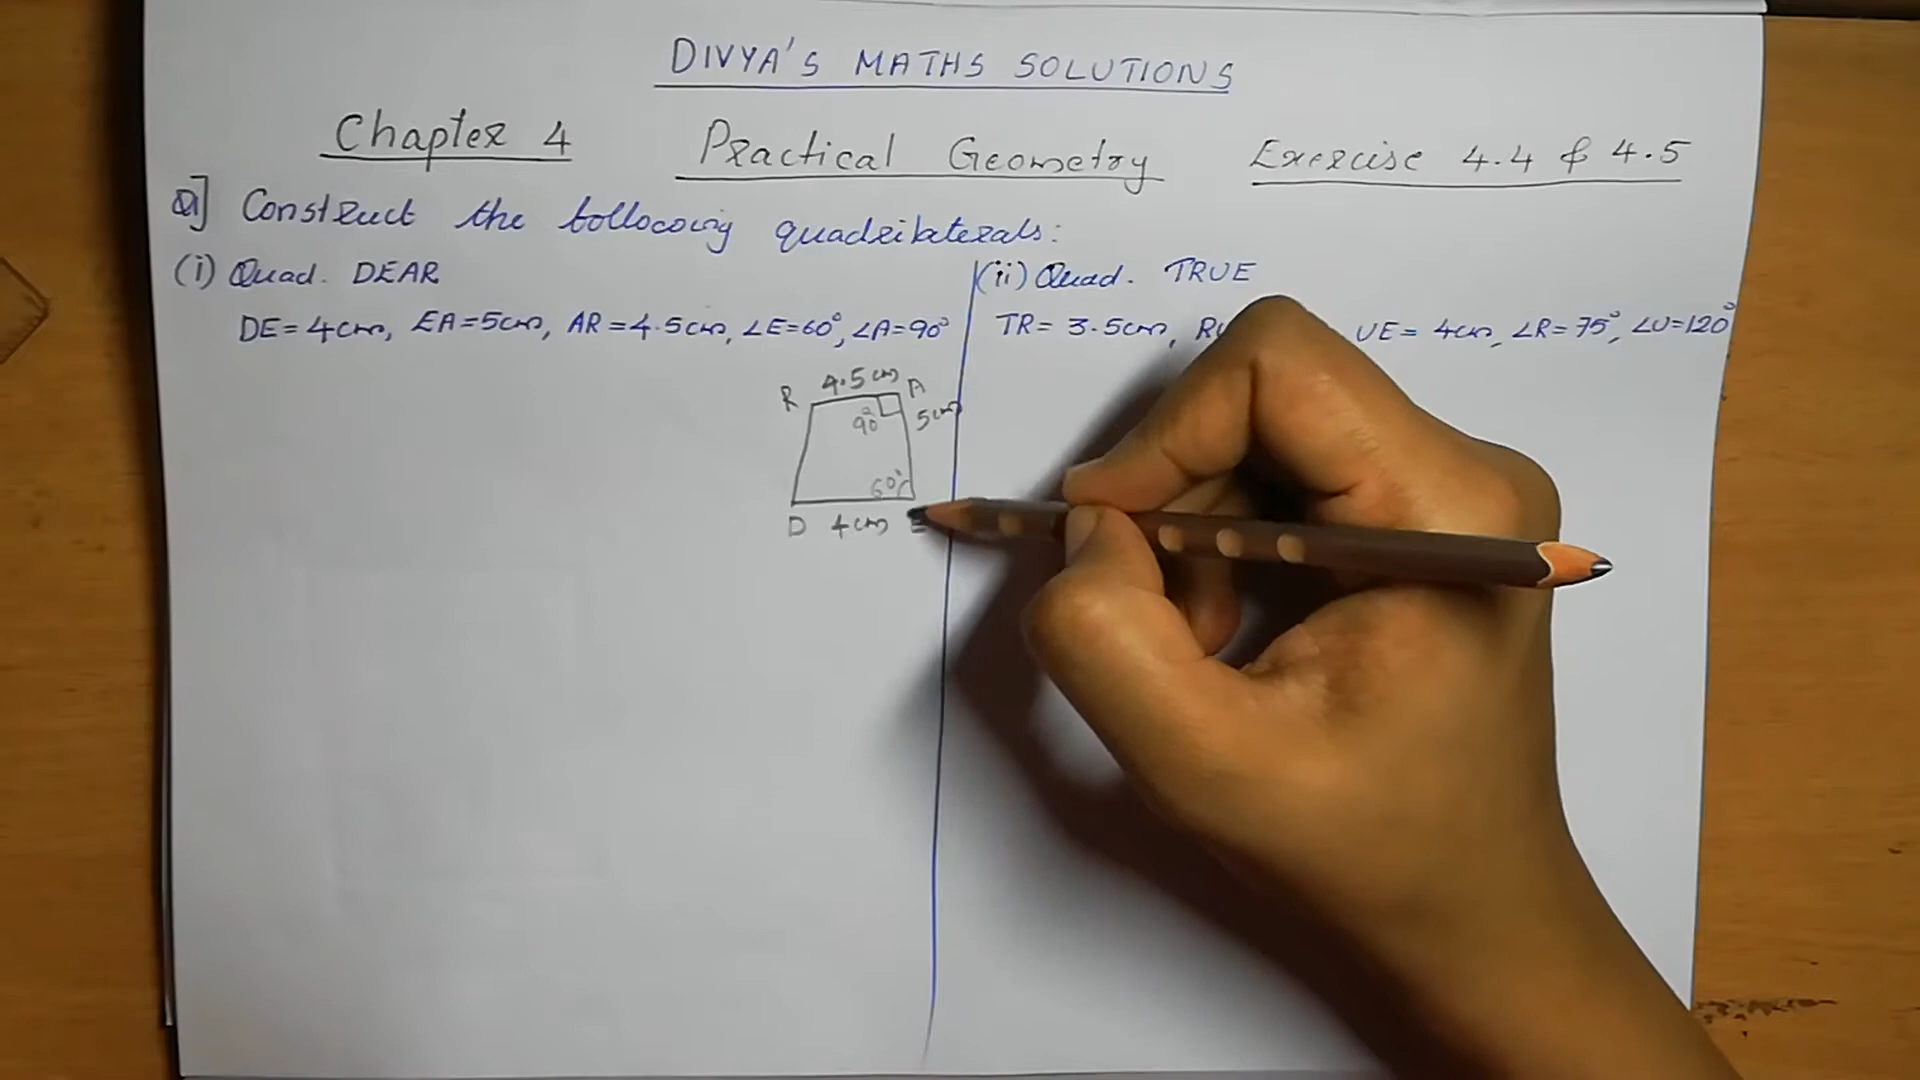 DIVYA'S MATHS SOLUTIONS
Chapter 4 Practical Geometry Exercise 4.4 & 4.5
Q1] Construct the following quadrilaterals:
(i) Quad. DEAR
DE = 4cm, EA = 5cm, AR = 4.5cm, ∠E = 60°, ∠A = 90°
(ii) Quad. TRUE
TR = 3.5cm, UE = 4cm, ∠R = 75°, ∠U = 120°
R 4.5cm A
90° 5cm
60°
D 4cm E